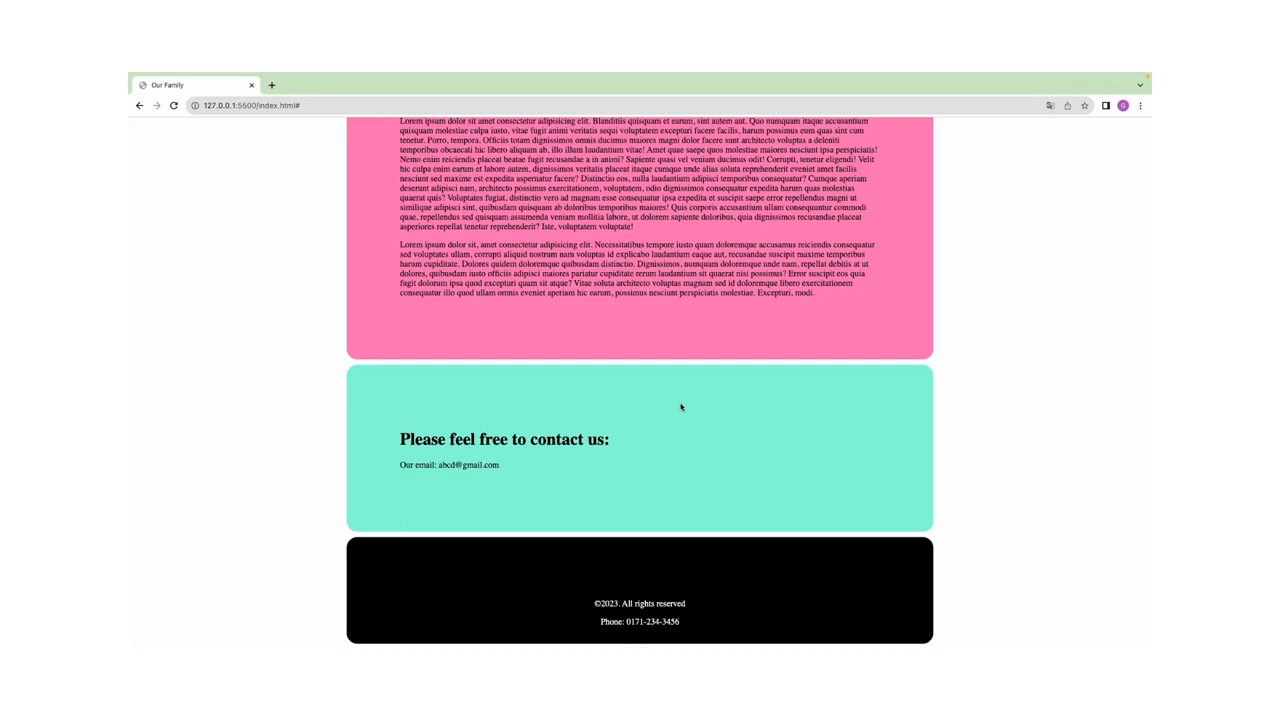 Our Family
127.0.0.1:5500/index.html#
G
Lorem ipsum dolor sit amet consectetur adipisicing elit. Blanditiis quisquam et earum, sint autem aut. Quo numquam itaque accusantium
quisquam molestiae culpa iusto, vitae fugit animi veritatis sequi voluptatem excepturi facere facilis, harum possimus eum quas sint cum
tenetur. Porro, tempora. Officiis totam dignissimos omnis ducimus maiores magni dolor facere sunt architecto voluptas a deleniti
temporibus obcaecati hic libero aliquam ab, illo illum laudantium vitae! Amet quae saepe quos molestiae maiores nesciunt ipsa perspiciatis!
Nemo enim reiciendis placeat beatae fugit recusandae a in animi? Sapiente quasi vel veniam ducimus odit! Corrupti, tenetur eligendi! Velit
hic culpa enim earum et labore autem, dignissimos veritatis placeat itaque cumque unde alias soluta reprehenderit eveniet amet facilis
nesciunt sed maxime est expedita aspernatur facere? Distinctio eos, nulla laudantium adipisci temporibus consequatur? Cumque aperiam
deserunt adipisci nam, architecto possimus exercitationem, voluptatem, odio dignissimos consequatur expedita harum quas molestias
quaerat quis? Voluptates fugiat, distinctio vero ad magnam esse consequatur ipsa expedita et suscipit saepe error repellendus magni ut
similique adipisci sint, quibusdam quisquam ab doloribus temporibus maiores! Quis corporis accusantium ullam consequuntur commodi
quae, repellendus sed quisquam assumenda veniam mollitia labore, ut dolorem sapiente doloribus, quia dignissimos recusandae placeat
asperiores repellat tenetur reprehenderit? Iste, voluptatem voluptate!
Lorem ipsum dolor sit, amet consectetur adipisicing elit. Necessitatibus tempore iusto quam doloremque accusamus reiciendis consequatur
sed voluptates ullam, corrupti aliquid nostrum nam voluptas id explicabo laudantium eaque aut, recusandae suscipit maxime tempore
harum cupiditate. Dolores quidem doloremque quibusdam distinctio. Dignissimos, numquam doloremque unde nam, repellat debitis at ut
dolores, quibusdam iusto officiis adipisci maiores pariatur cupiditate rerum laudantium sit quaerat nisi possimus? Error suscipit eos quia
fugit dolorum ipsa quod excepturi quam sit atque? Vitae soluta architecto voluptas magnam sed id doloremque libero exercitationem
consequatur illo quod ullam omnis eveniet aperiam hic earum, possimus nesciunt perspiciatis molestiae. Excepturi, modi.
Please feel free to contact us:
Our email: abcd@gmail.com
©2023. All rights reserved
Phone: 0171-234-3456